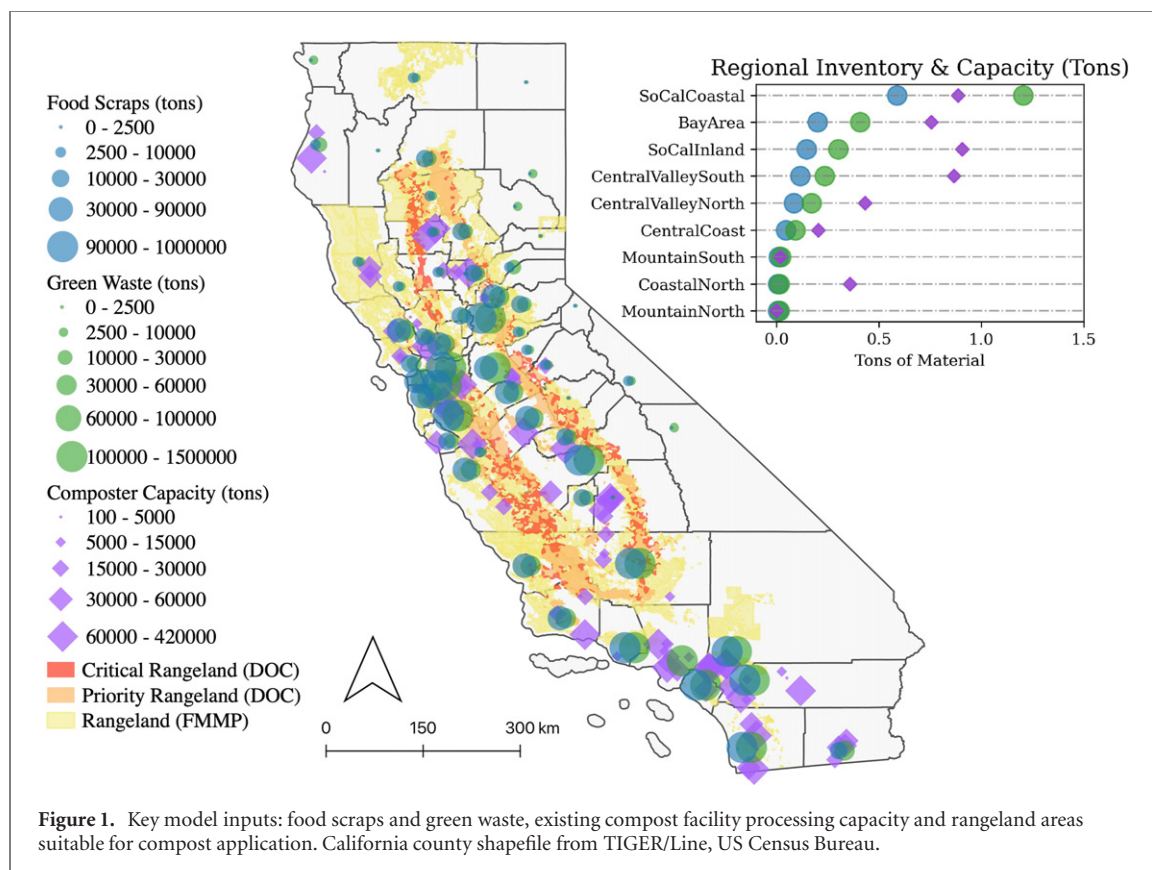 Food Scraps (tons)
0 - 2500
2500 - 10000
10000 - 30000
30000 - 90000
90000 - 1000000
Green Waste (tons)
0 - 2500
2500 - 10000
10000 - 30000
30000 - 60000
60000 - 100000
100000 - 1500000
Composter Capacity (tons)
100 - 5000
5000 - 15000
15000 - 30000
30000 - 60000
60000 - 420000
Critical Rangeland (DOC)
Priority Rangeland (DOC)
Rangeland (FMMP)
0 150 300 km
Regional Inventory & Capacity (Tons)
SoCalCoastal
BayArea
SoCalInland
CentralValleySouth
CentralValleyNorth
CentralCoast
MountainSouth
CoastalNorth
MountainNorth
0.0 0.5 1.0 1.5
Tons of Material
Figure 1. Key model inputs: food scraps and green waste, existing compost facility processing capacity and rangeland areas
suitable for compost application. California county shapefile from TIGER/Line, US Census Bureau.